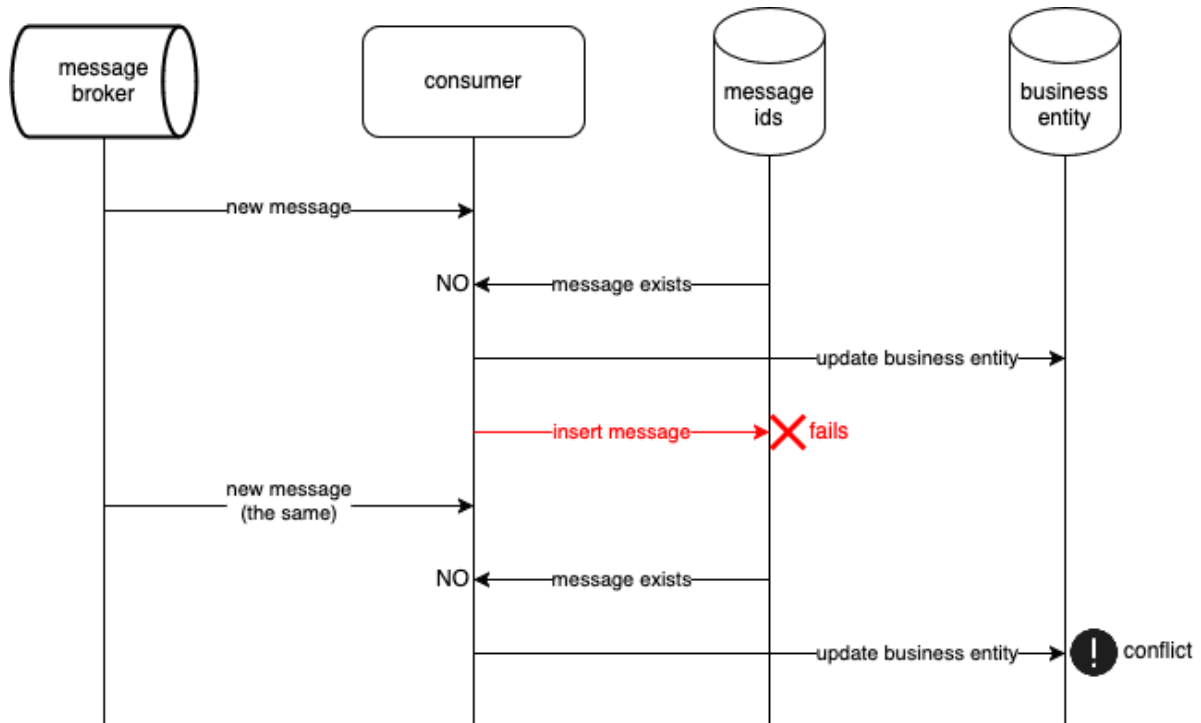 message
broker
consumer
message
ids
business
entity
new message
NO
message exists
update business entity
insert message
fails
new message
(the same)
NO
message exists
update business entity
!
conflict